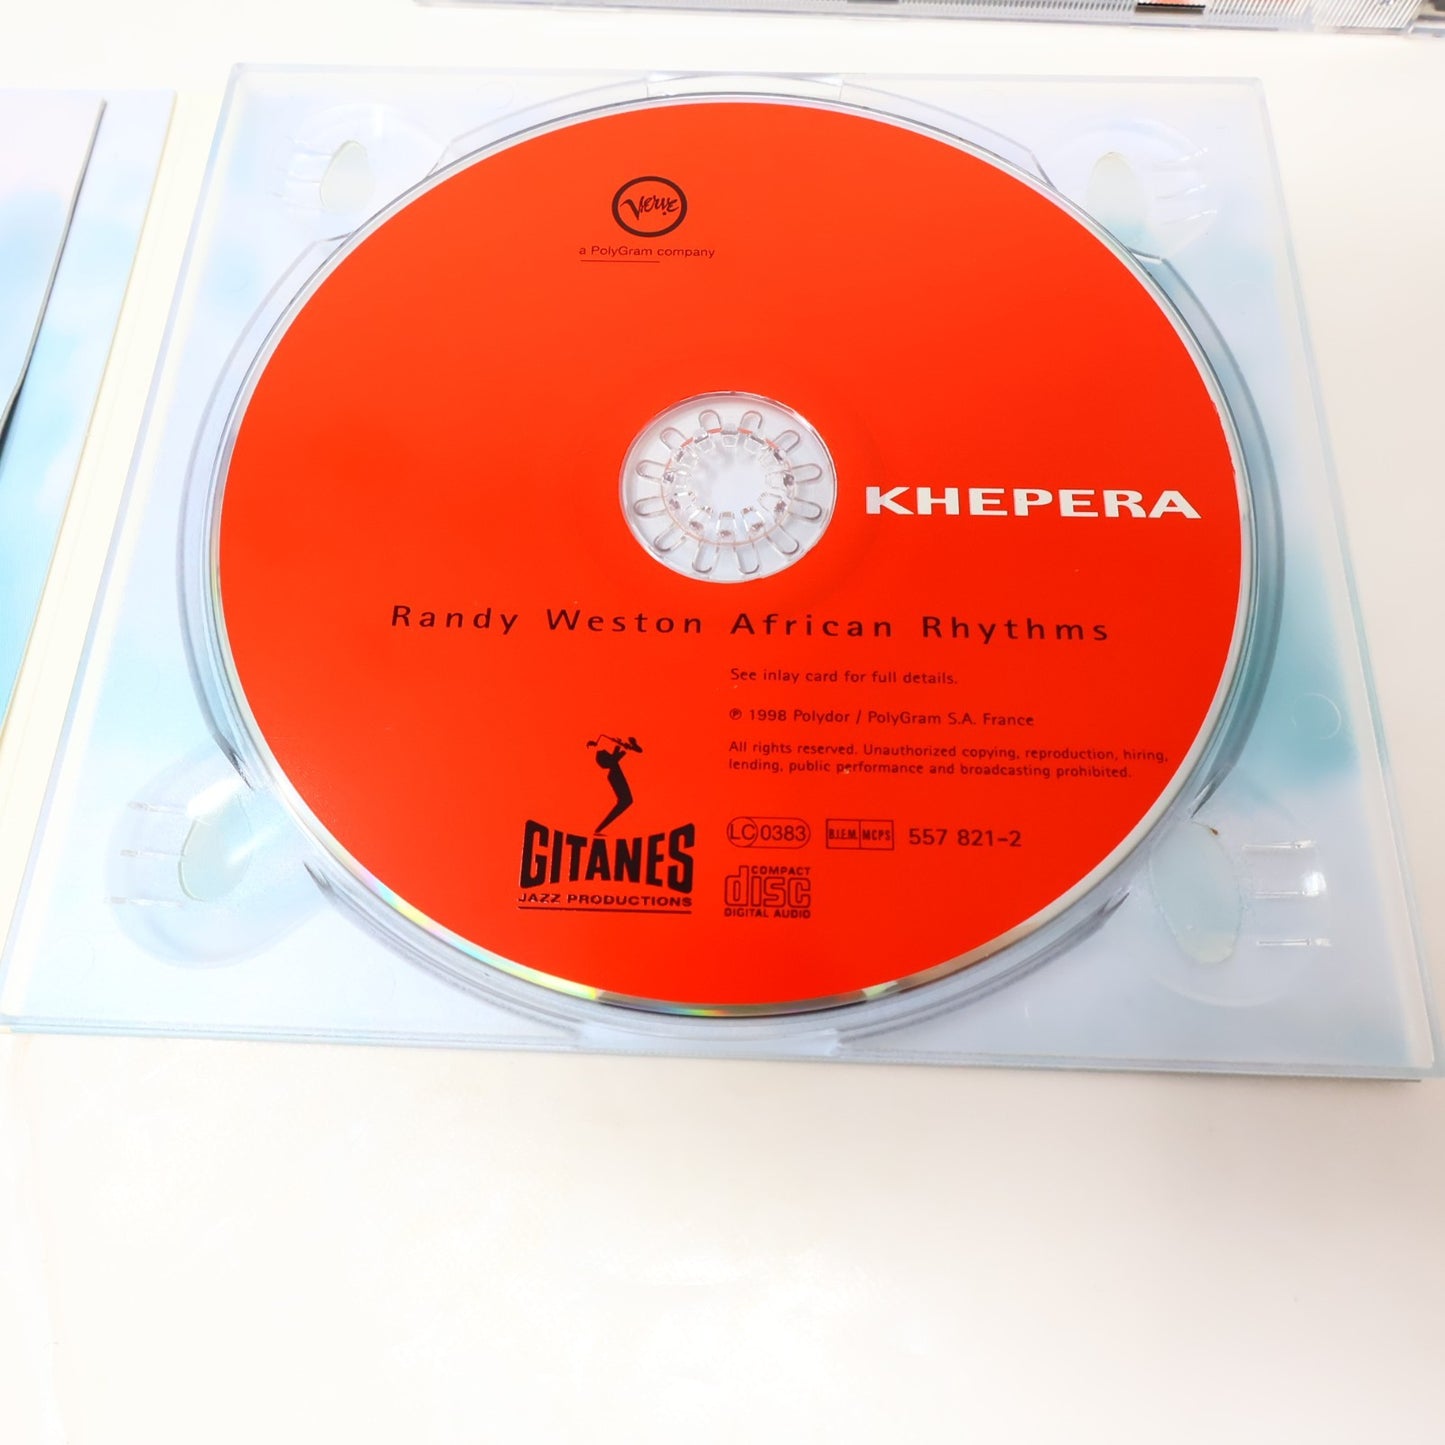 Verve
a PolyGram company
KHEPERA
Randy Weston African Rhythms
See inlay card for full details.
℗ 1998 Polydor / PolyGram S.A. France
All rights reserved. Unauthorized copying, reproduction, hiring,
lending, public performance and broadcasting prohibited.
GITANES
JAZZ PRODUCTIONS
LC 0383 B.I.E.M. MCPS 557 821-2
COMPACT
disc
DIGITAL AUDIO